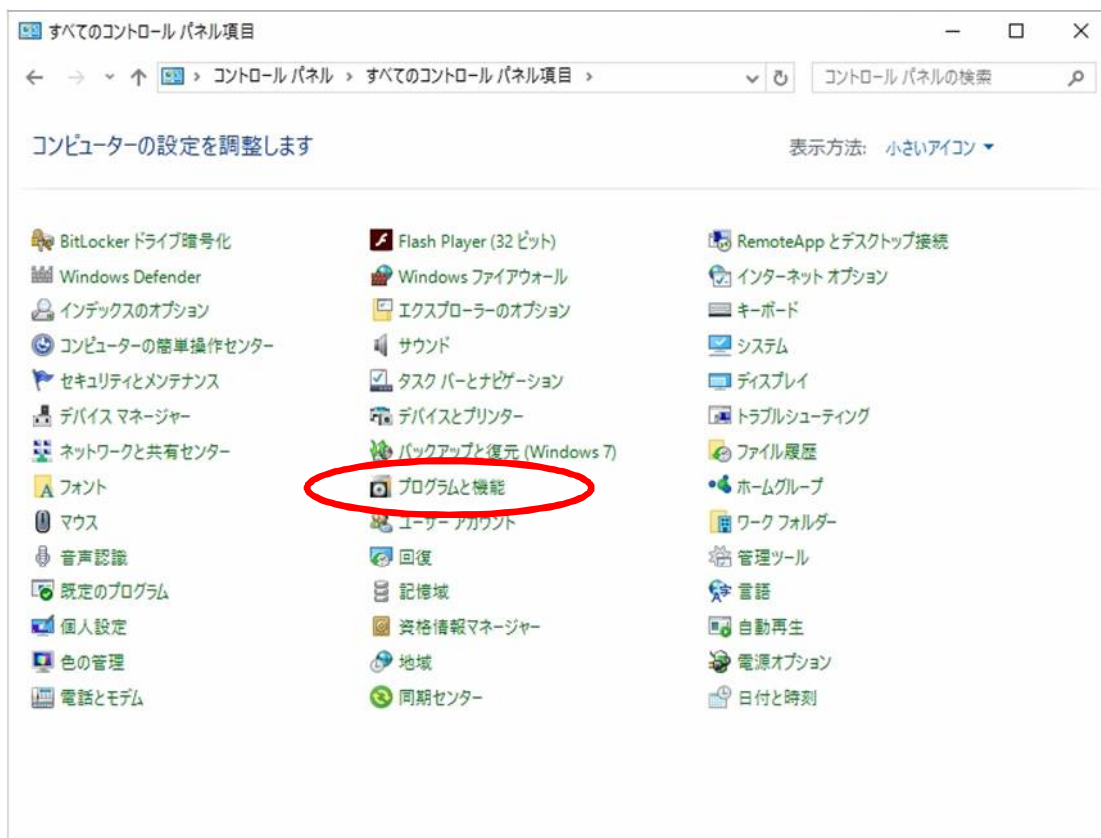 すべてのコントロール パネル項目
コントロール パネル › すべてのコントロール パネル項目 ›
コントロール パネルの検索
コンピューターの設定を調整します
表示方法: 小さいアイコン
BitLocker ドライブ暗号化
Flash Player (32 ビット)
RemoteApp とデスクトップ接続
Windows Defender
Windows ファイアウォール
インターネット オプション
インデックスのオプション
エクスプローラーのオプション
キーボード
コンピューターの簡単操作センター
サウンド
システム
セキュリティとメンテナンス
タスク バーとナビゲーション
ディスプレイ
デバイス マネージャー
デバイスとプリンター
トラブルシューティング
ネットワークと共有センター
バックアップと復元 (Windows 7)
ファイル履歴
フォント
プログラムと機能
ホームグループ
マウス
ユーザー アカウント
ワーク フォルダー
音声認識
回復
管理ツール
既定のプログラム
記憶域
言語
個人設定
資格情報マネージャー
自動再生
色の管理
地域
電源オプション
電話とモデム
同期センター
日付と時刻